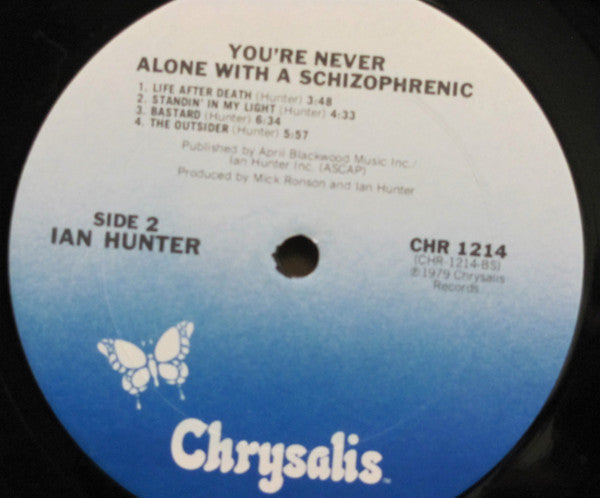 YOU'RE NEVER
ALONE WITH A SCHIZOPHRENIC
1. LIFE AFTER DEATH (Hunter) 3:48
2. STANDIN' IN MY LIGHT (Hunter) 4:33
3. BASTARD (Hunter) 6:34
4. THE OUTSIDER (Hunter) 5:57
Published by April Blackwood Music Inc./
Ian Hunter Inc. (ASCAP)
Produced by Mick Ronson and Ian Hunter
SIDE 2
IAN HUNTER
CHR 1214
(CHR-1214-BS)
℗1979 Chrysalis
Records
Chrysalis™